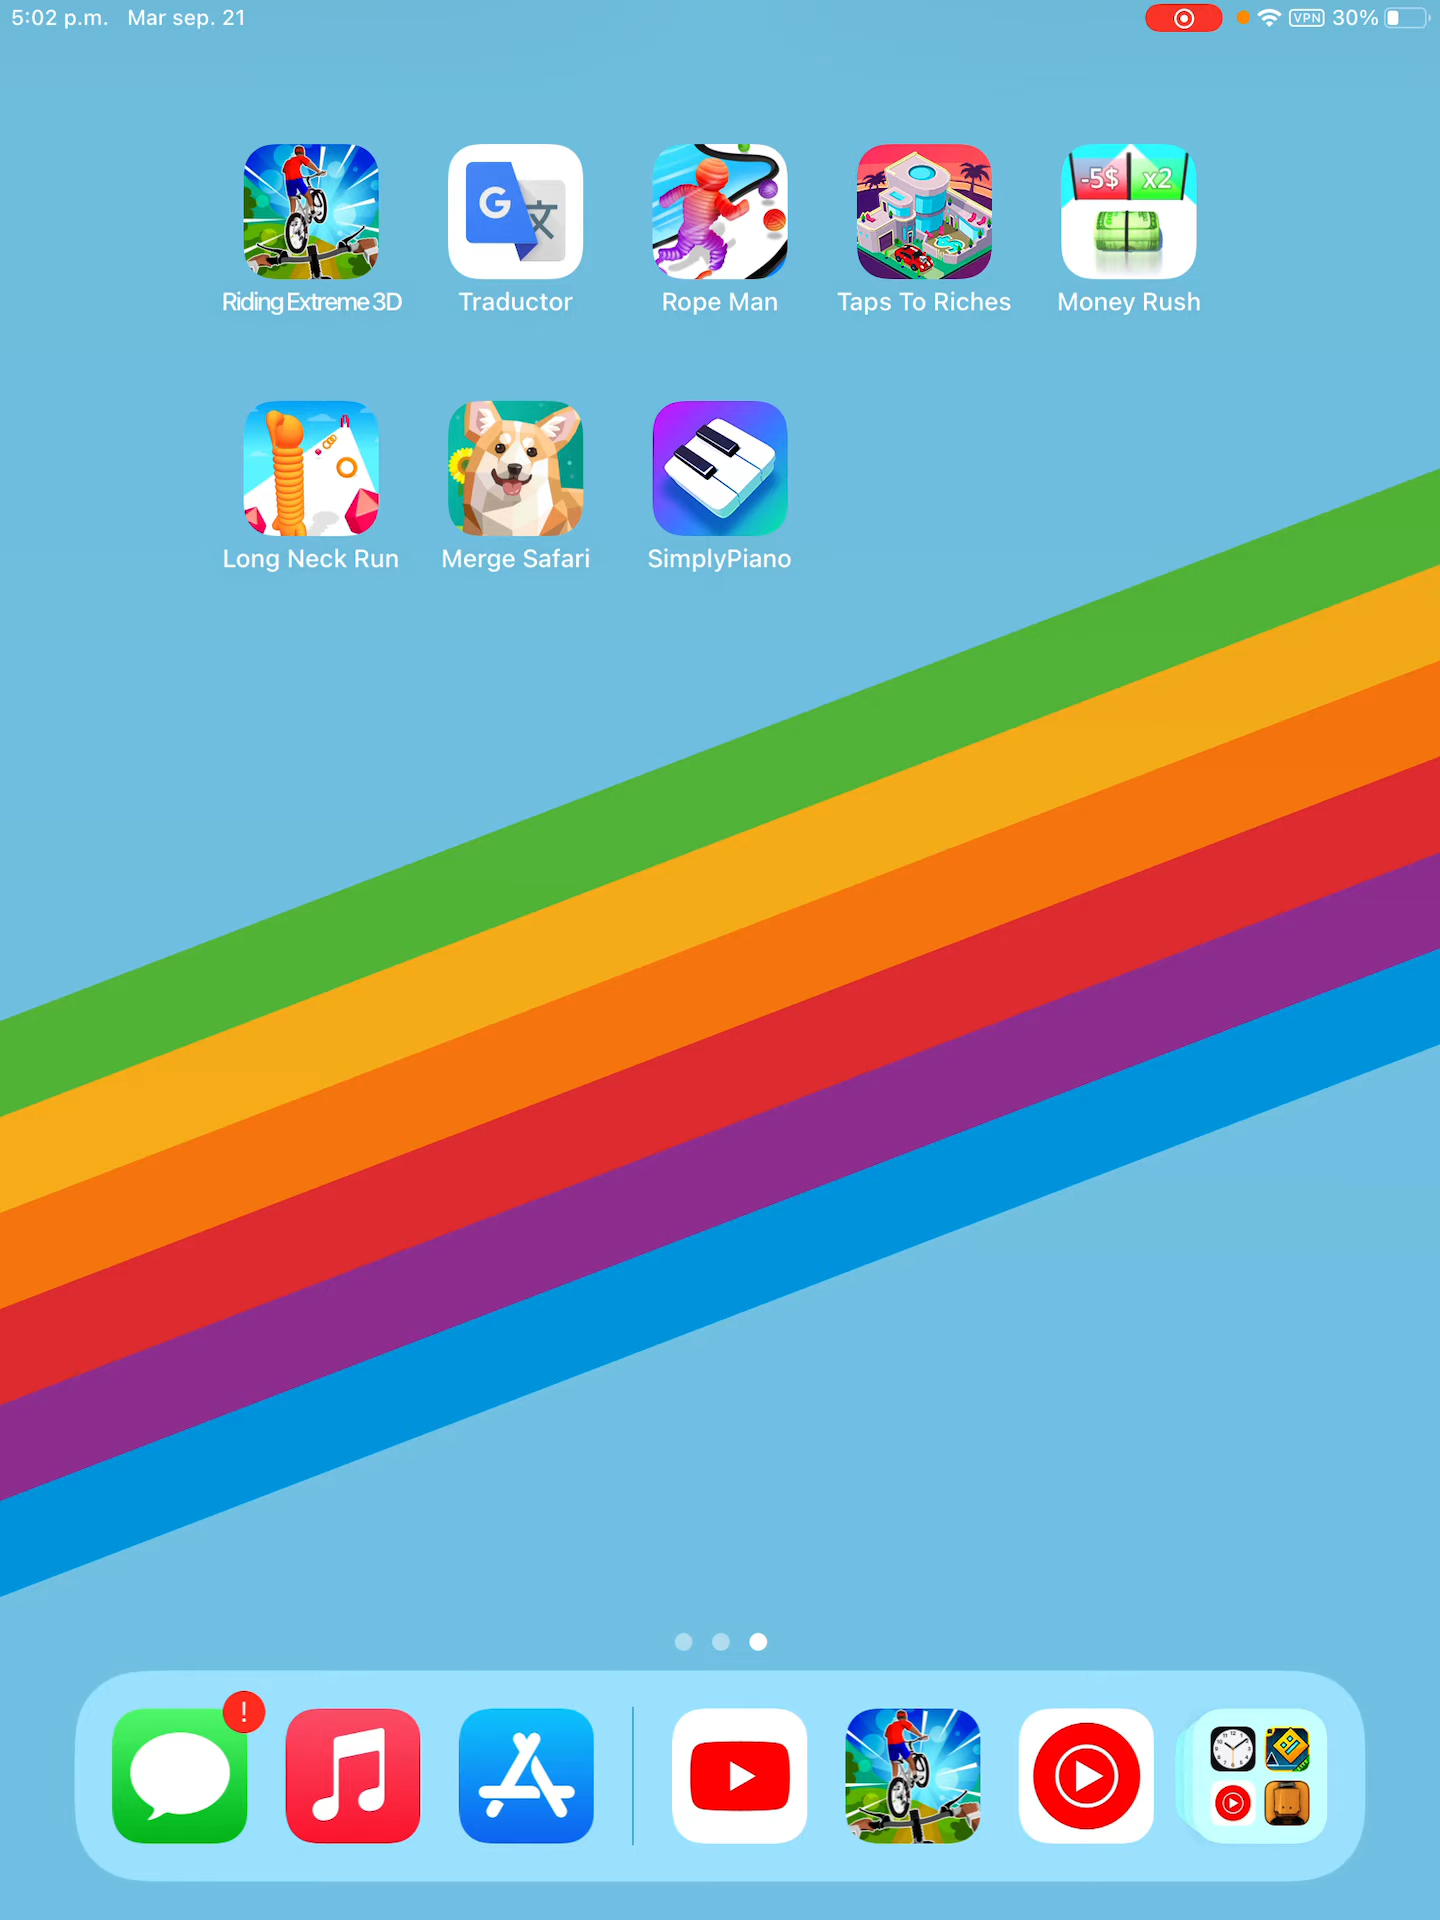 5:02 p.m. Mar sep. 21
VPN 30%
-5$ x2
G 文
Riding Extreme 3D Traductor Rope Man Taps To Riches Money Rush
Long Neck Run Merge Safari SimplyPiano
!